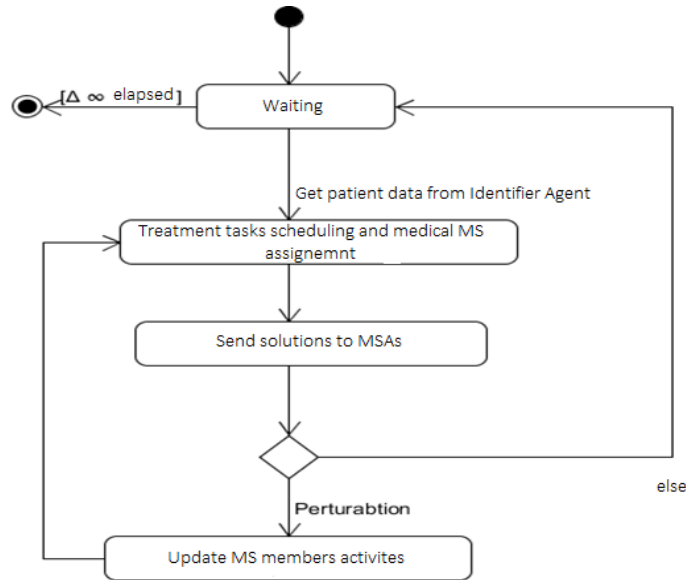 [Δ ∞ elapsed]
Waiting
Get patient data from Identifier Agent
Treatment tasks scheduling and medical MS
assignemnt
Send solutions to MSAs
else
Perturabtion
Update MS members activites